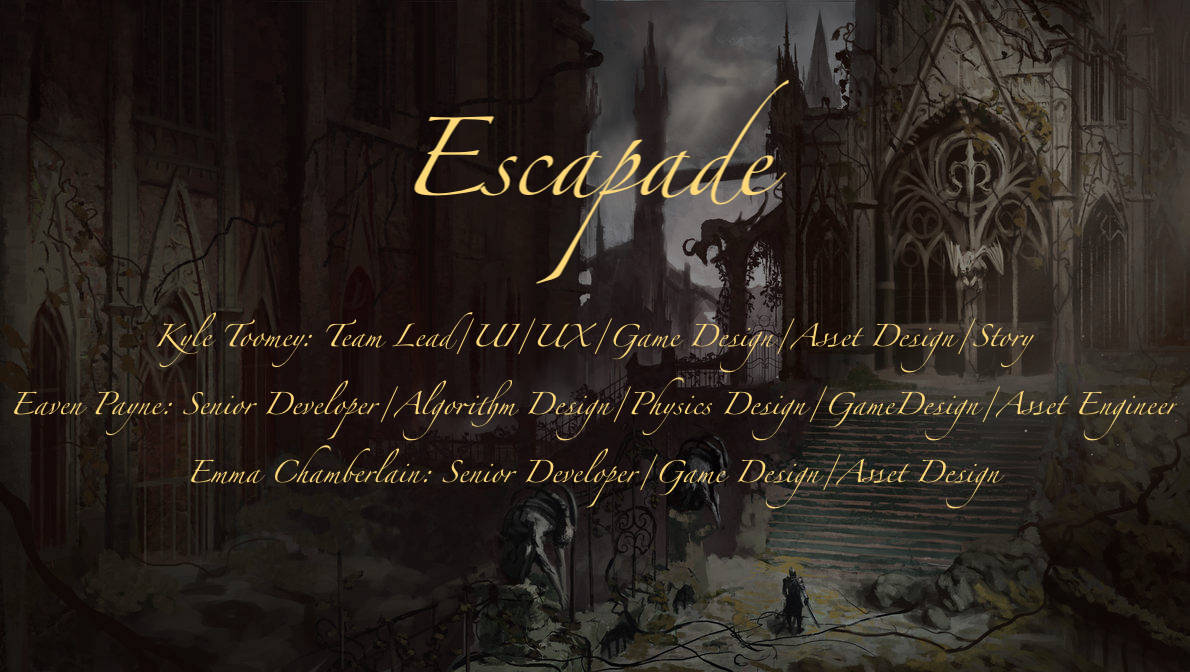 Escapade
Kyle Toomey: Team Lead|UI|UX|Game Design|Asset Design|Story
Eaven Payne: Senior Developer|Algorithm Design|Physics Design|GameDesign|Asset Engineer
Emma Chamberlain: Senior Developer|Game Design|Asset Design